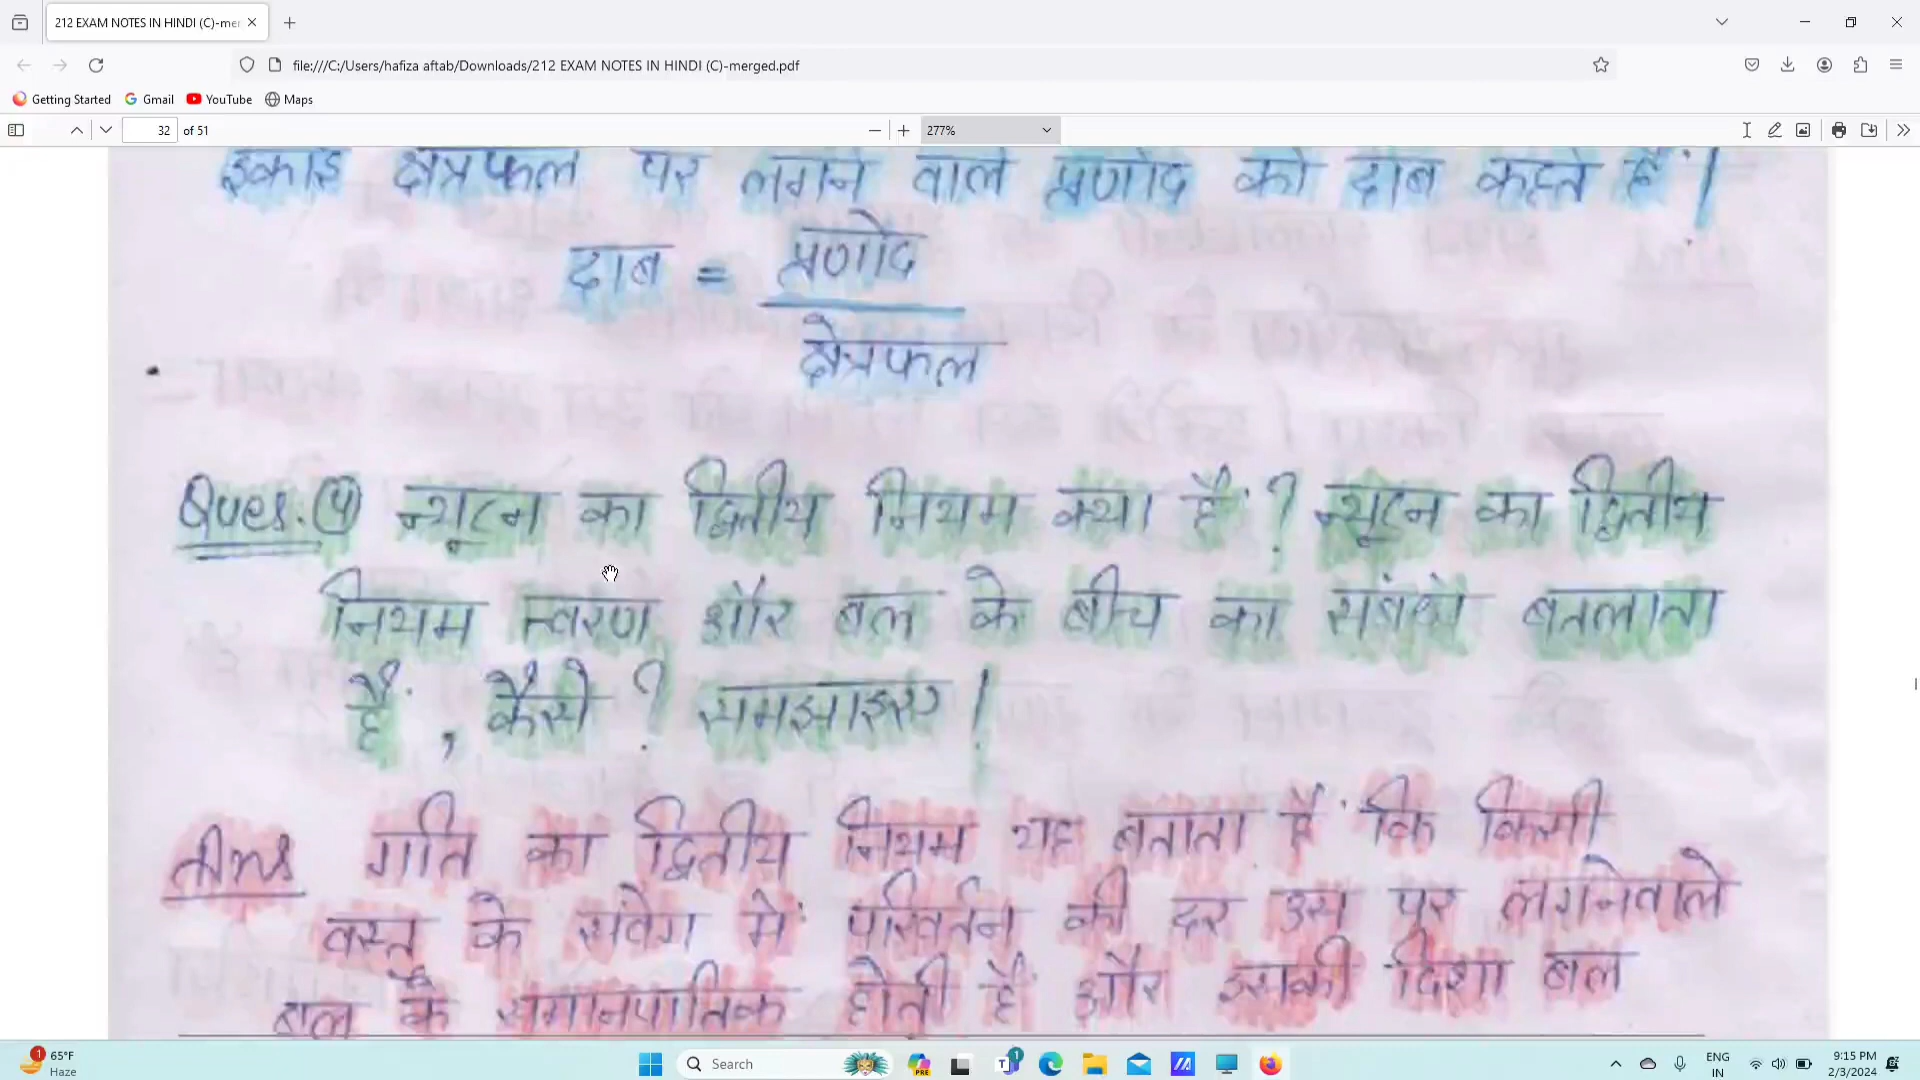 212 EXAM NOTES IN HINDI (C)-mer
file:///C:/Users/hafiza aftab/Downloads/212 EXAM NOTES IN HINDI (C)-merged.pdf
Getting Started Gmail YouTube Maps
32 of 51 277%
इकाई क्षेत्रफल पर लगने वाले प्रणोद को दाब कहते हैं।
दाब = प्रणोद
क्षेत्रफल
Ques. 4 न्यूटन का द्वितीय नियम क्या है? न्यूटन का द्वितीय
नियम त्वरण और बल के बीच का संबंध बतलाता
है, कैसे? समझाइए।
Ans गति का द्वितीय नियम यह बताता है कि किसी
वस्तु के संवेग में परिवर्तन की दर उस पर लगनेवाले
बल के समानुपातिक होती है और इसकी दिशा बल
1 65°F
Haze
Search
PRE
1
ENG
IN
9:15 PM
2/3/2024